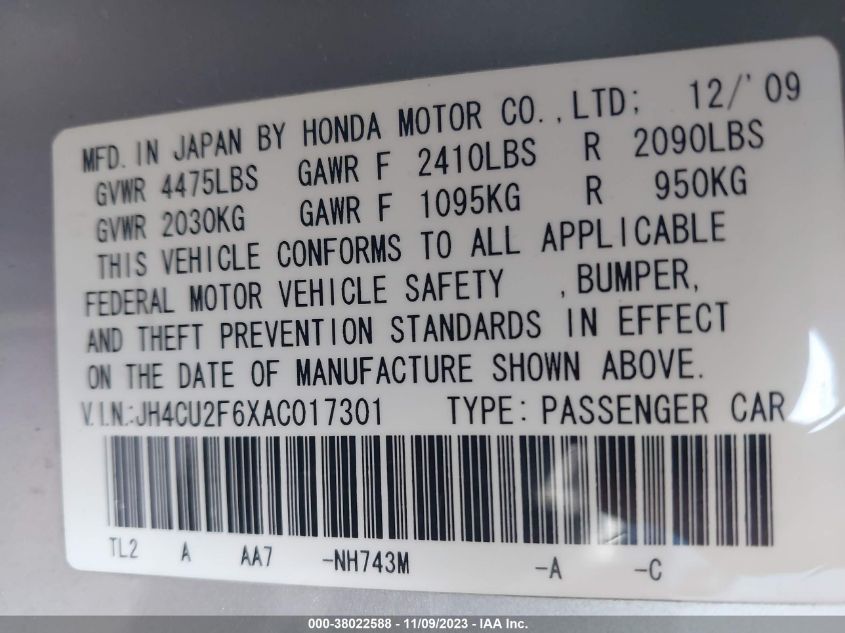 MFD. IN JAPAN BY HONDA MOTOR CO., LTD; 12/'09
GVWR 4475LBS GAWR F 2410LBS R 2090LBS
GVWR 2030KG GAWR F 1095KG R 950KG
THIS VEHICLE CONFORMS TO ALL APPLICABLE
FEDERAL MOTOR VEHICLE SAFETY , BUMPER,
AND THEFT PREVENTION STANDARDS IN EFFECT
ON THE DATE OF MANUFACTURE SHOWN ABOVE.
V.I.N.:JH4CU2F6XAC017301 TYPE: PASSENGER CAR
TL2 A AA7 -NH743M -A -C
000-38022588 - 11/09/2023 - IAA Inc.